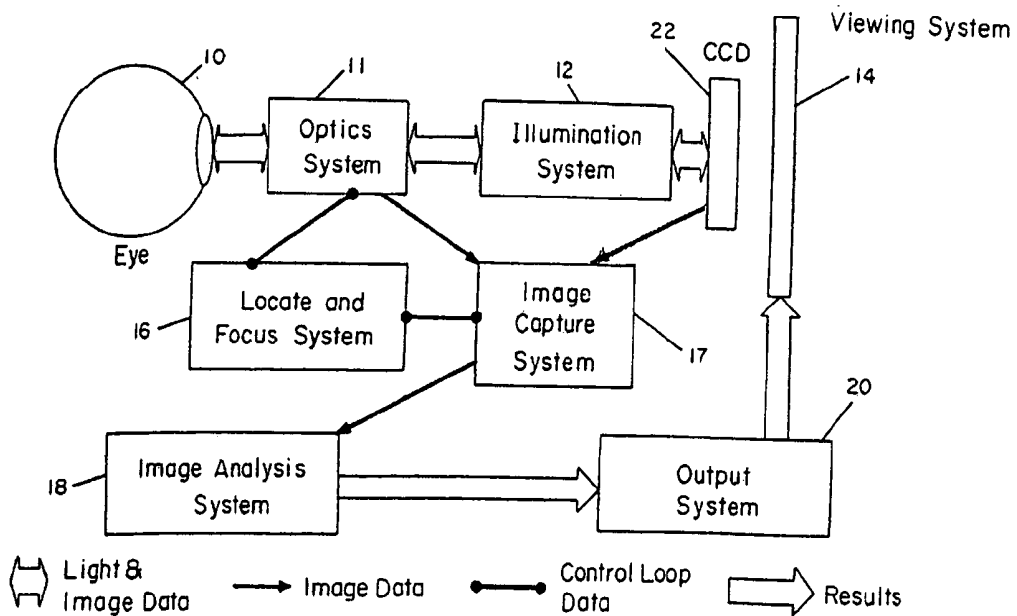 Viewing System
10
11
12
22
CCD
14
Optics
System
Illumination
System
Eye
Locate and
Focus System
16
Image
Capture
System
17
20
Image Analysis
System
18
Output
System
Light &
Image Data
Image Data
Control Loop
Data
Results